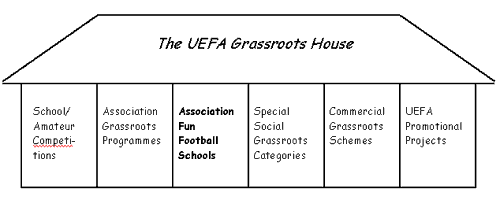 The UEFA Grassroots House
School/
Amateur
Competi-
tions
Association
Grassroots
Programmes
Association
Fun
Football
Schools
Special
Social
Grassroots
Categories
Commercial
Grassroots
Schemes
UEFA
Promotional
Projects